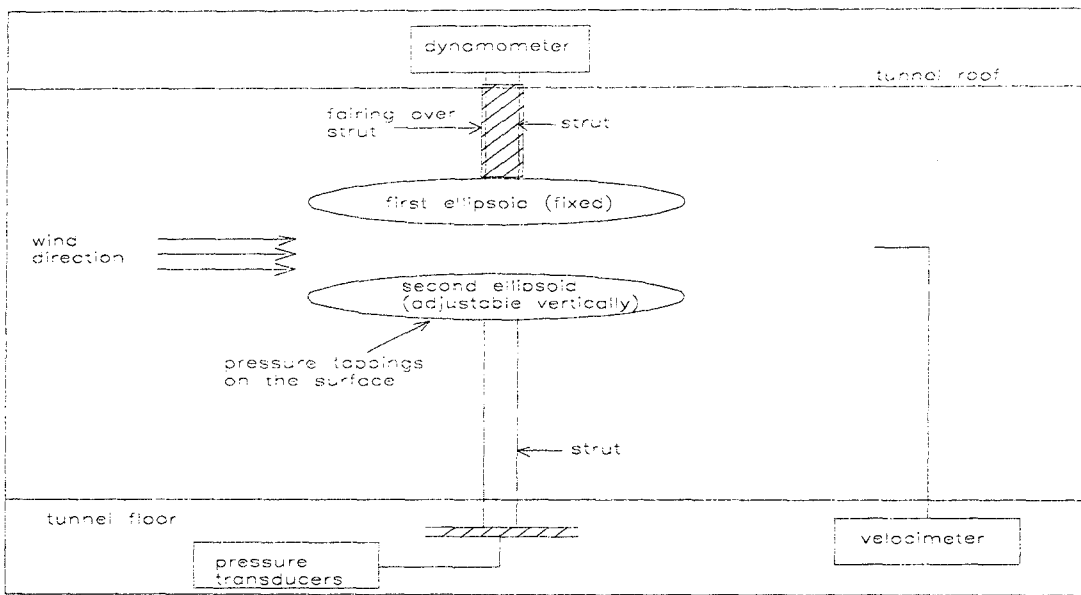 dynamometer
tunnel roof
fairing over
strut
strut
first ellipsoid (fixed)
wind
direction
second ellipsoid
(adjustable vertically)
pressure tappings
on the surface
strut
tunnel floor
velocimeter
pressure
transducers